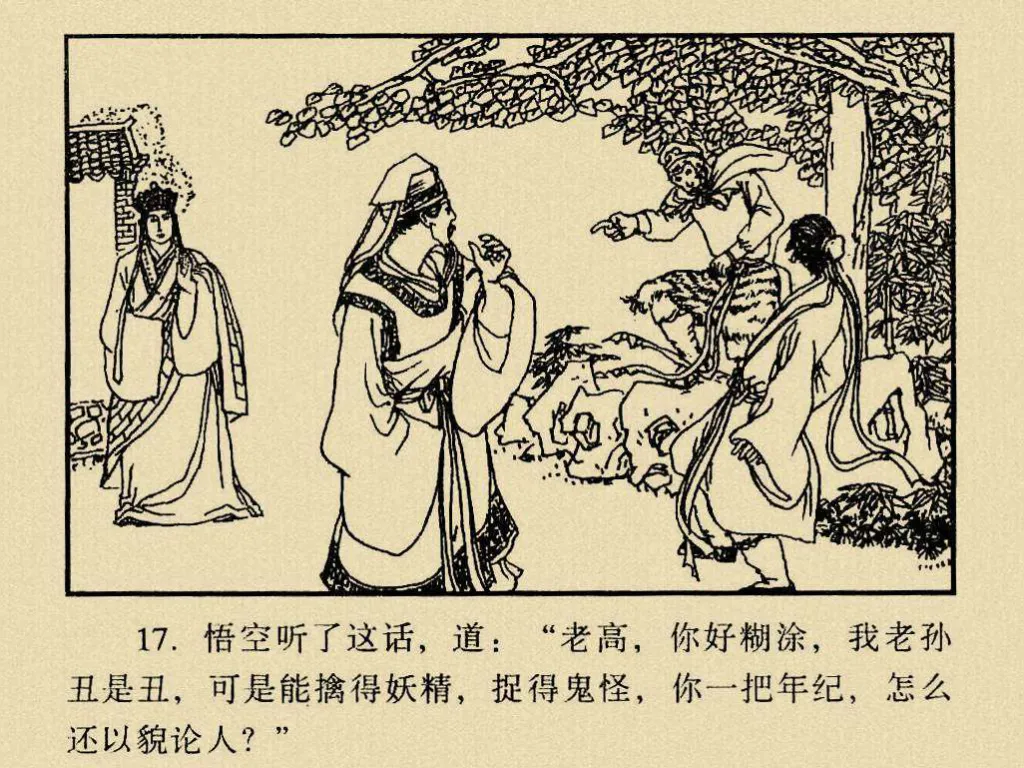 17. 悟空听了这话，道：“老高，你好糊涂，我老孙
丑是丑，可是能擒得妖精，捉得鬼怪，你一把年纪，怎么
还以貌论人？”